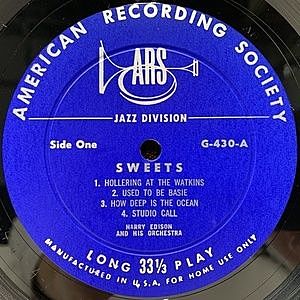 AMERICAN RECORDING SOCIETY
ARS
JAZZ DIVISION
Side One
G-430-A
SWEETS
1. HOLLERING AT THE WATKINS
2. USED TO BE BASIE
3. HOW DEEP IS THE OCEAN
4. STUDIO CALL
HARRY EDISON
AND HIS ORCHESTRA
LONG 33⅓ PLAY
MANUFACTURED IN U.S.A. FOR HOME USE ONLY